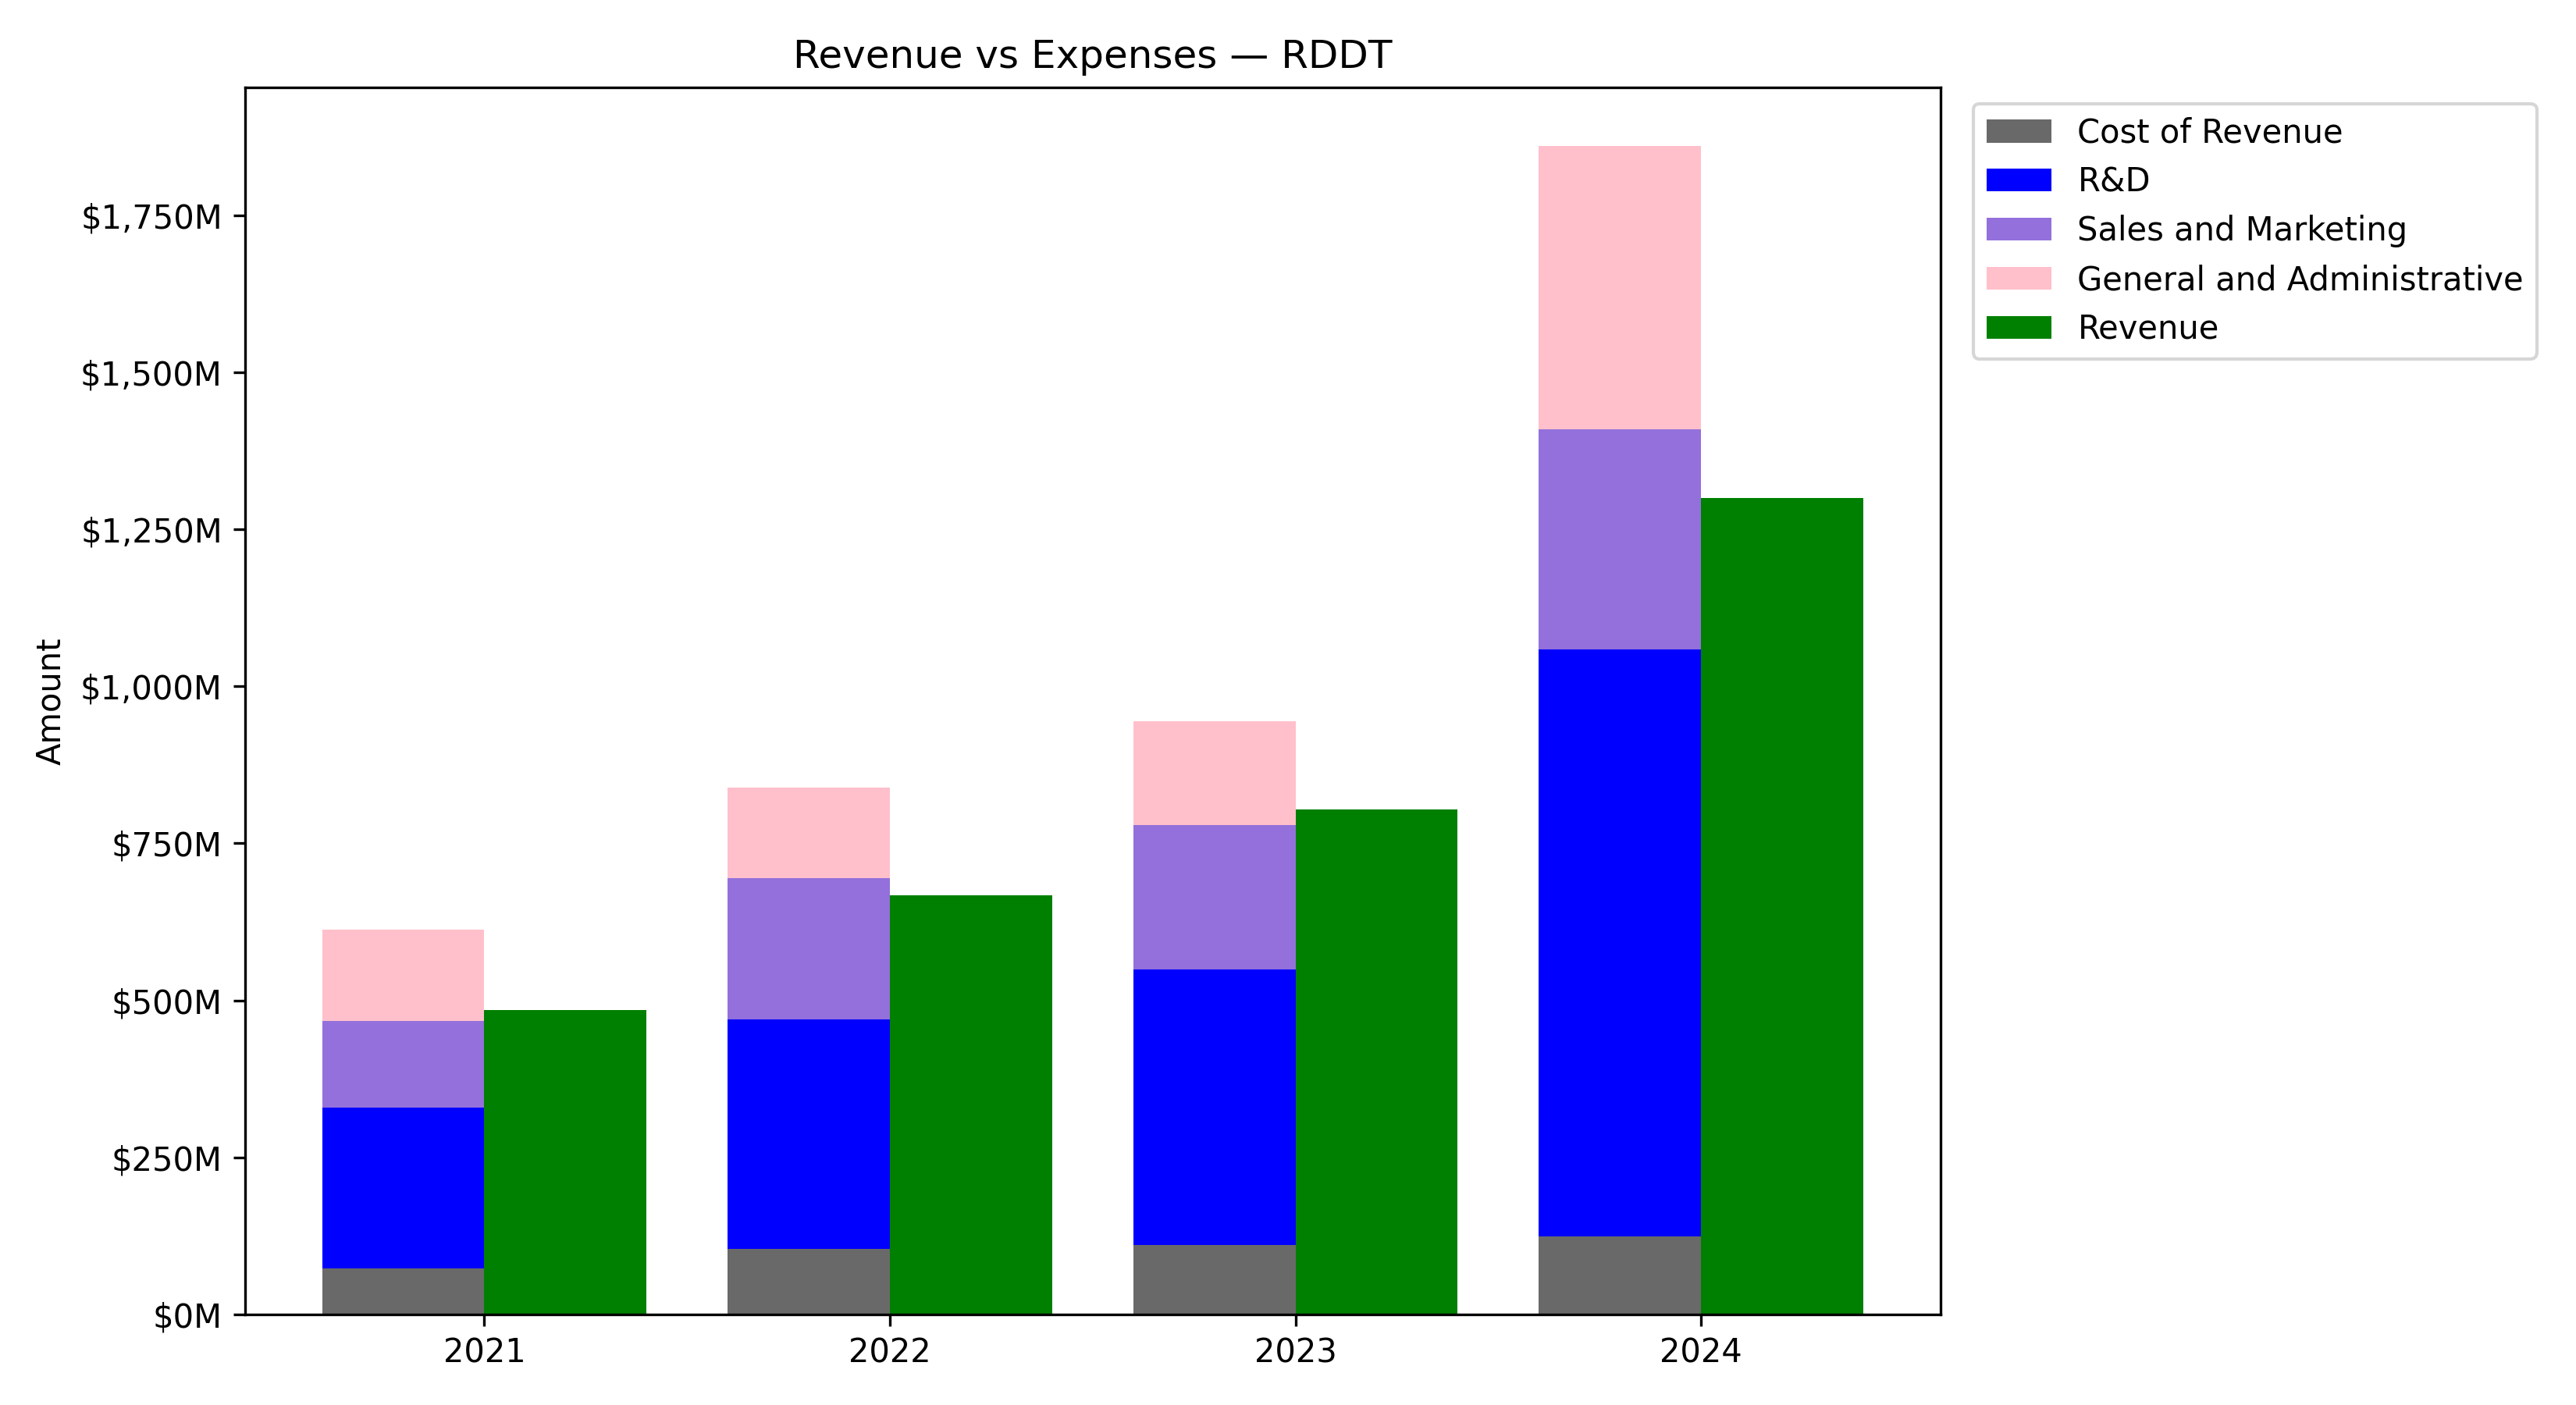 Revenue vs Expenses — RDDT
Cost of Revenue
R&D
Sales and Marketing
General and Administrative
Revenue
Amount
$1,750M
$1,500M
$1,250M
$1,000M
$750M
$500M
$250M
$0M
2021
2022
2023
2024